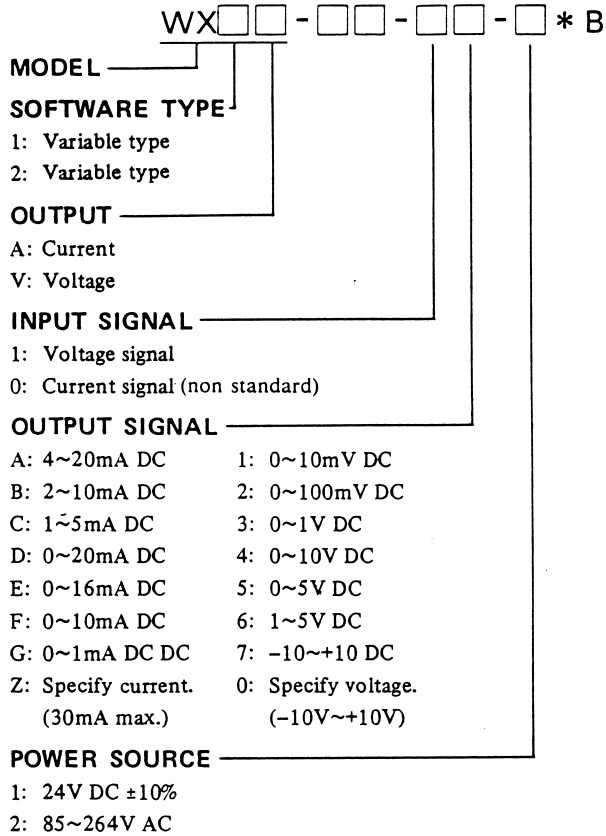 WX□□-□□-□□-□*B
MODEL
SOFTWARE TYPE
1: Variable type
2: Variable type
OUTPUT
A: Current
V: Voltage
INPUT SIGNAL
1: Voltage signal
0: Current signal (non standard)
OUTPUT SIGNAL
A: 4~20mA DC 1: 0~10mV DC
B: 2~10mA DC 2: 0~100mV DC
C: 1~5mA DC 3: 0~1V DC
D: 0~20mA DC 4: 0~10V DC
E: 0~16mA DC 5: 0~5V DC
F: 0~10mA DC 6: 1~5V DC
G: 0~1mA DC DC 7: –10~+10 DC
Z: Specify current. 0: Specify voltage.
(30mA max.) (–10V~+10V)
POWER SOURCE
1: 24V DC ±10%
2: 85~264V AC